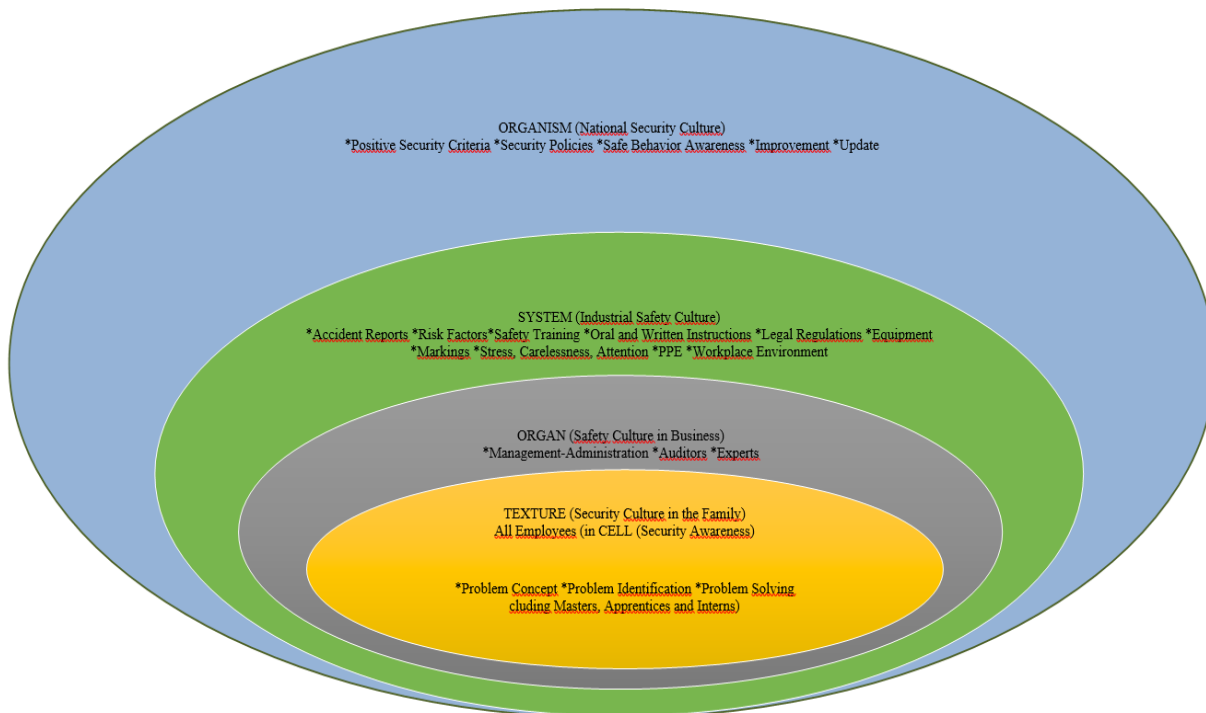 ORGANISM (National Security Culture)
*Positive Security Criteria *Security Policies *Safe Behavior Awareness *Improvement *Update
SYSTEM (Industrial Safety Culture)
*Accident Reports *Risk Factors*Safety Training *Oral and Written Instructions *Legal Regulations *Equipment
*Markings *Stress, Carelessness, Attention *PPE *Workplace Environment
ORGAN (Safety Culture in Business)
*Management-Administration *Auditors *Experts
TEXTURE (Security Culture in the Family)
All Employees (in CELL (Security Awareness)
*Problem Concept *Problem Identification *Problem Solving
cluding Masters, Apprentices and Interns)